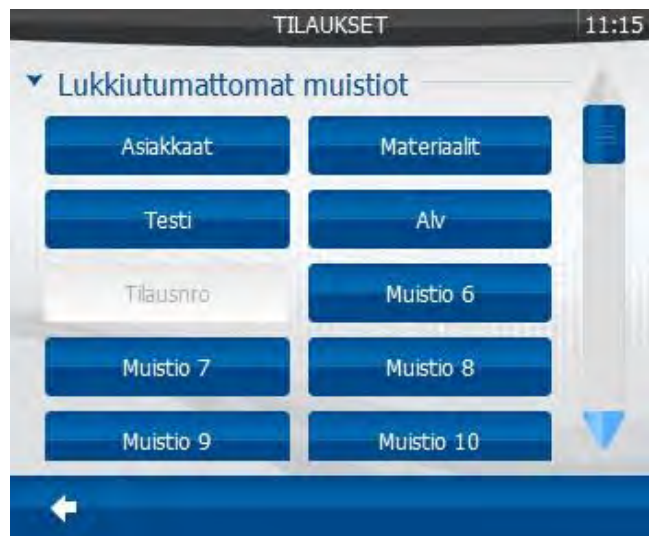 TILAUKSET 11:15
Lukkiutumattomat muistiot
Asiakkaat Materiaalit
Testi Alv
Tilausnro Muistio 6
Muistio 7 Muistio 8
Muistio 9 Muistio 10